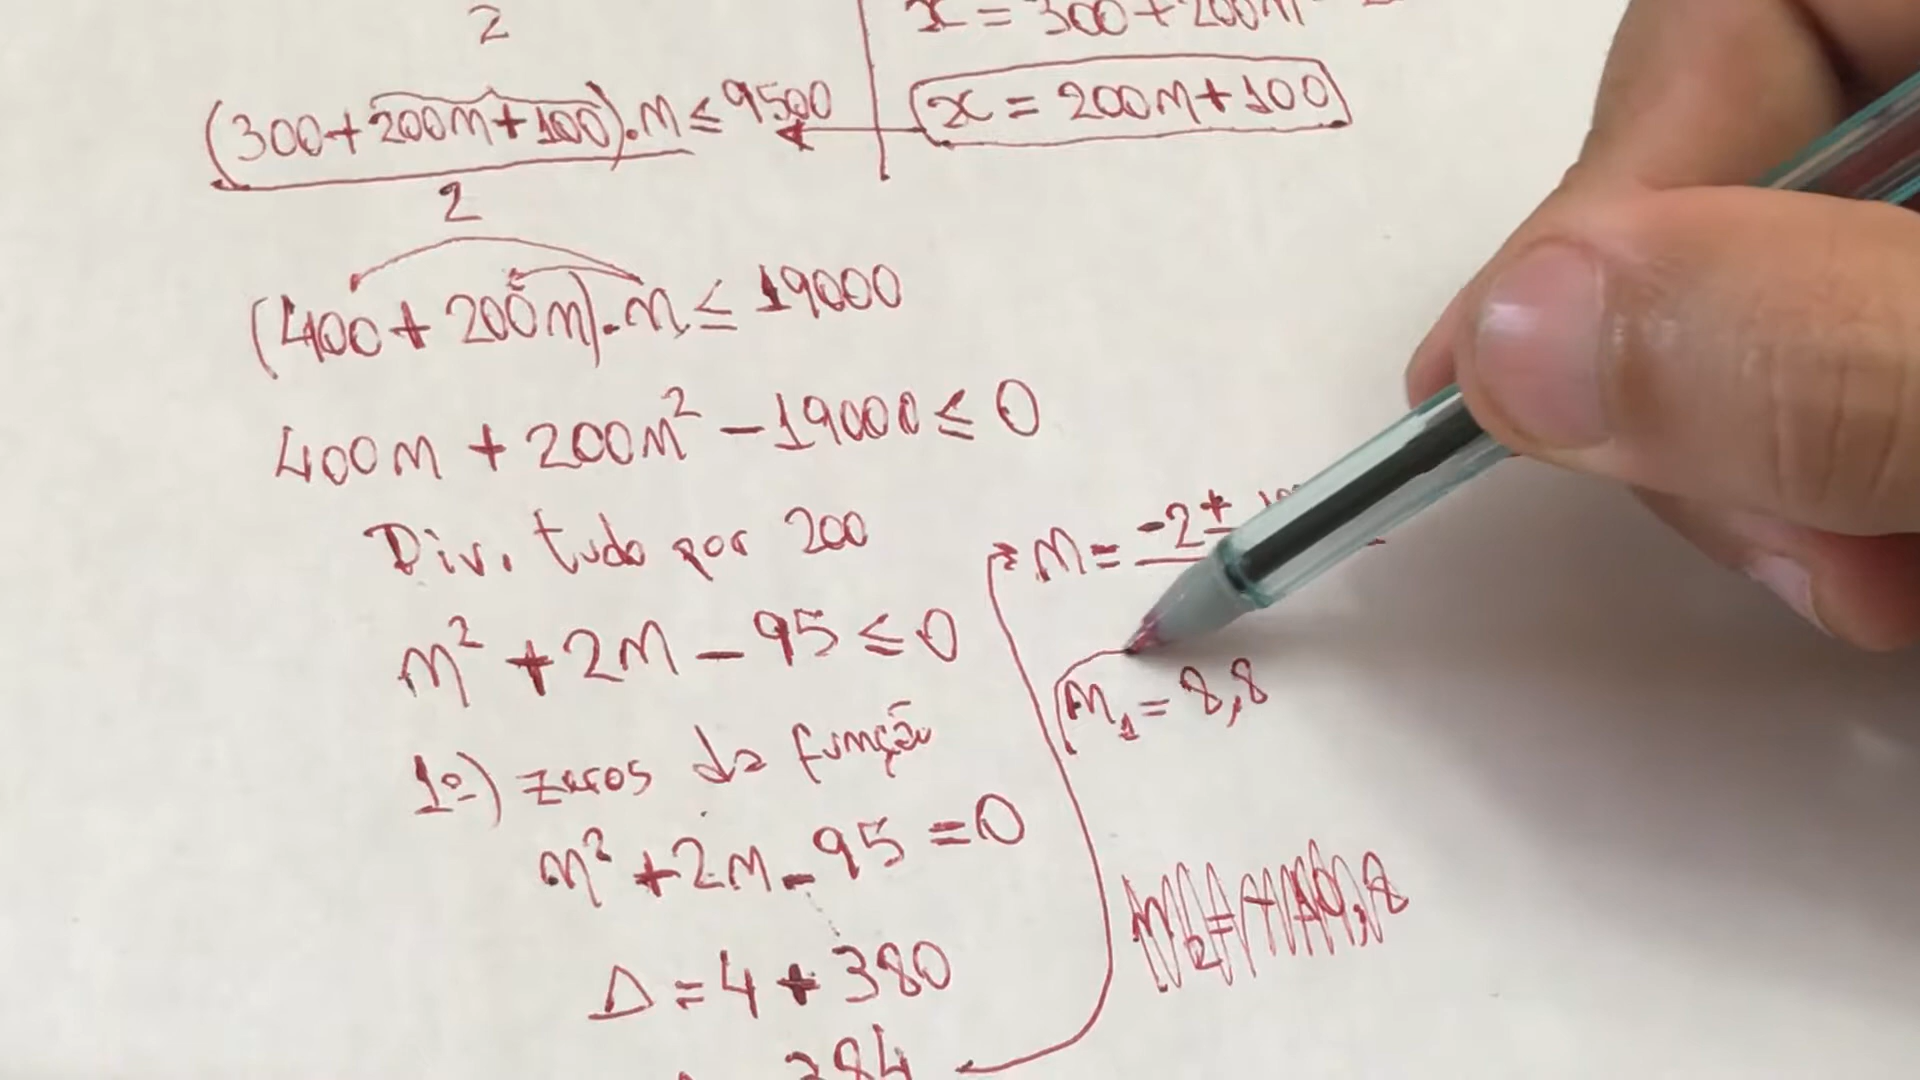 2
x = 300 + 200m
(300+200m+100).m ≤ 9500
2
x = 200m + 100
(400 + 200m).m ≤ 19000
400m + 200m² - 19000 ≤ 0
Div. tudo por 200
m² + 2m - 95 ≤ 0
1º) zeros da função
m² + 2m - 95 = 0
Δ = 4 + 380
384
m = -2 ±
m₁ = 8,8